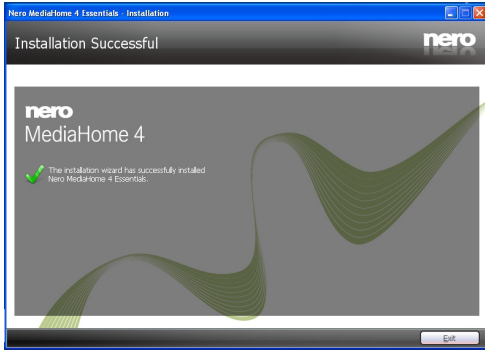 Nero MediaHome 4 Essentials - Installation
Installation Successful
nero
nero
MediaHome 4
The installation wizard has successfully installed
Nero MediaHome 4 Essentials.
Exit